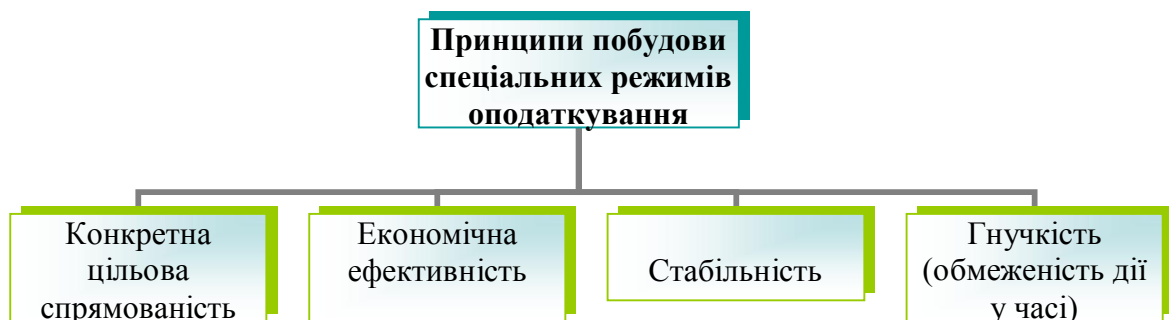 Принципи побудови
спеціальних режимів
оподаткування
Конкретна
цільова
спрямованість
Економічна
ефективність
Стабільність
Гнучкість
(обмеженість дії
у часі)